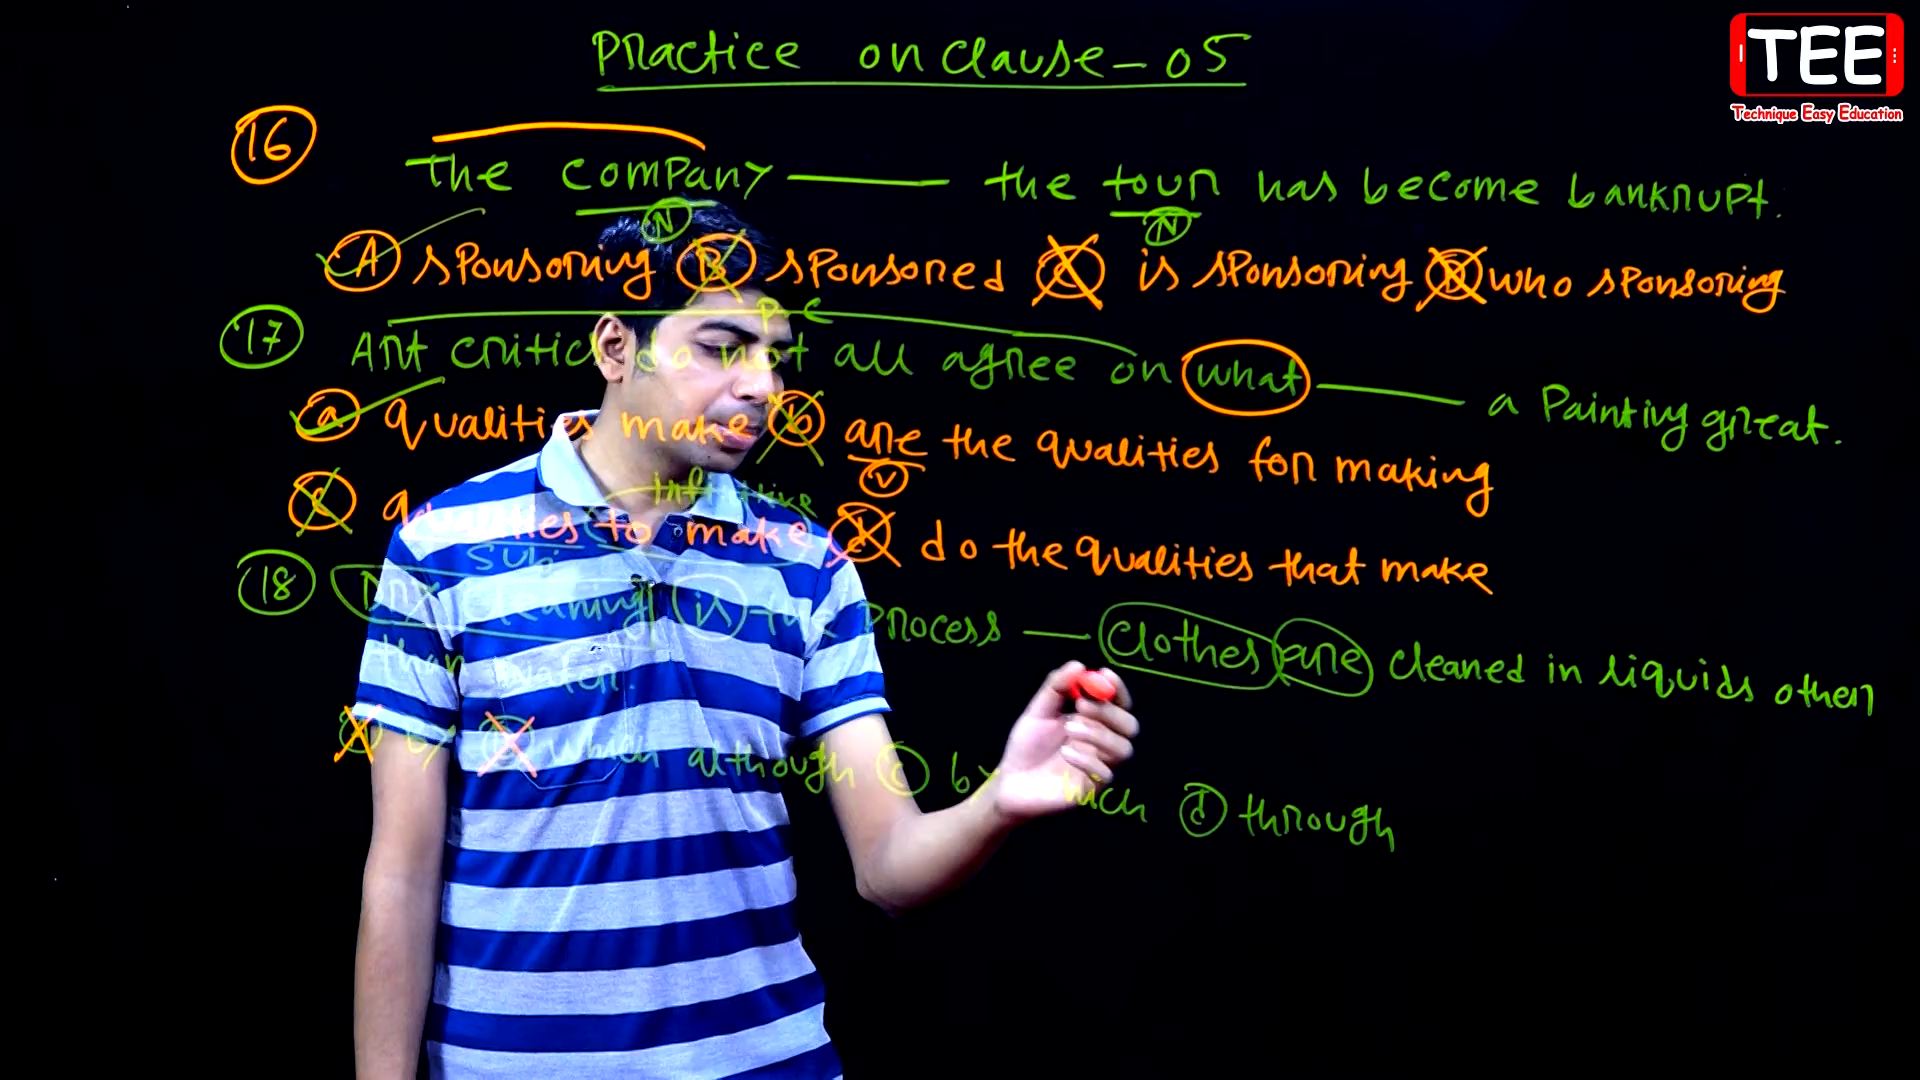 Practice on clause - 05
TEE
Technique Easy Education
16 The company —— the town has become bankrupt.
N N
A sponsoring B sponsored C is sponsoring D who sponsoring
P.C
17 Art critics do not all agree on what —— a Painting great.
a qualities make b are the qualities for making
V
infinitive
c qualities to make d do the qualities that make
Sub
18 Dry cleaning is the process — clothes are cleaned in liquids other
than water.
a by b which although c by which d through